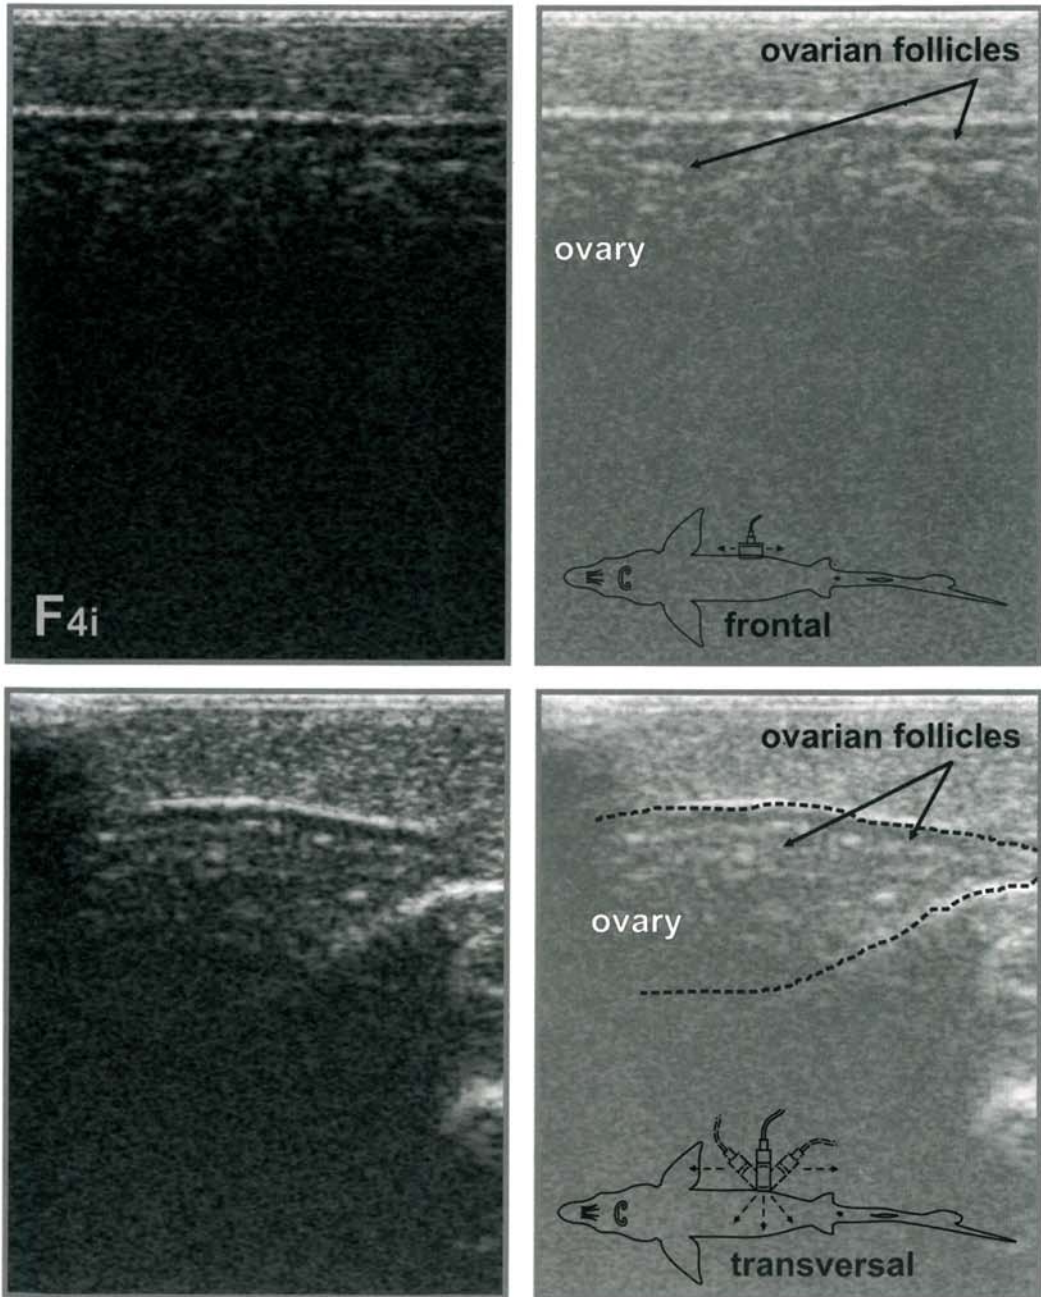 ovarian follicles
ovary
F4i
frontal
ovarian follicles
ovary
transversal